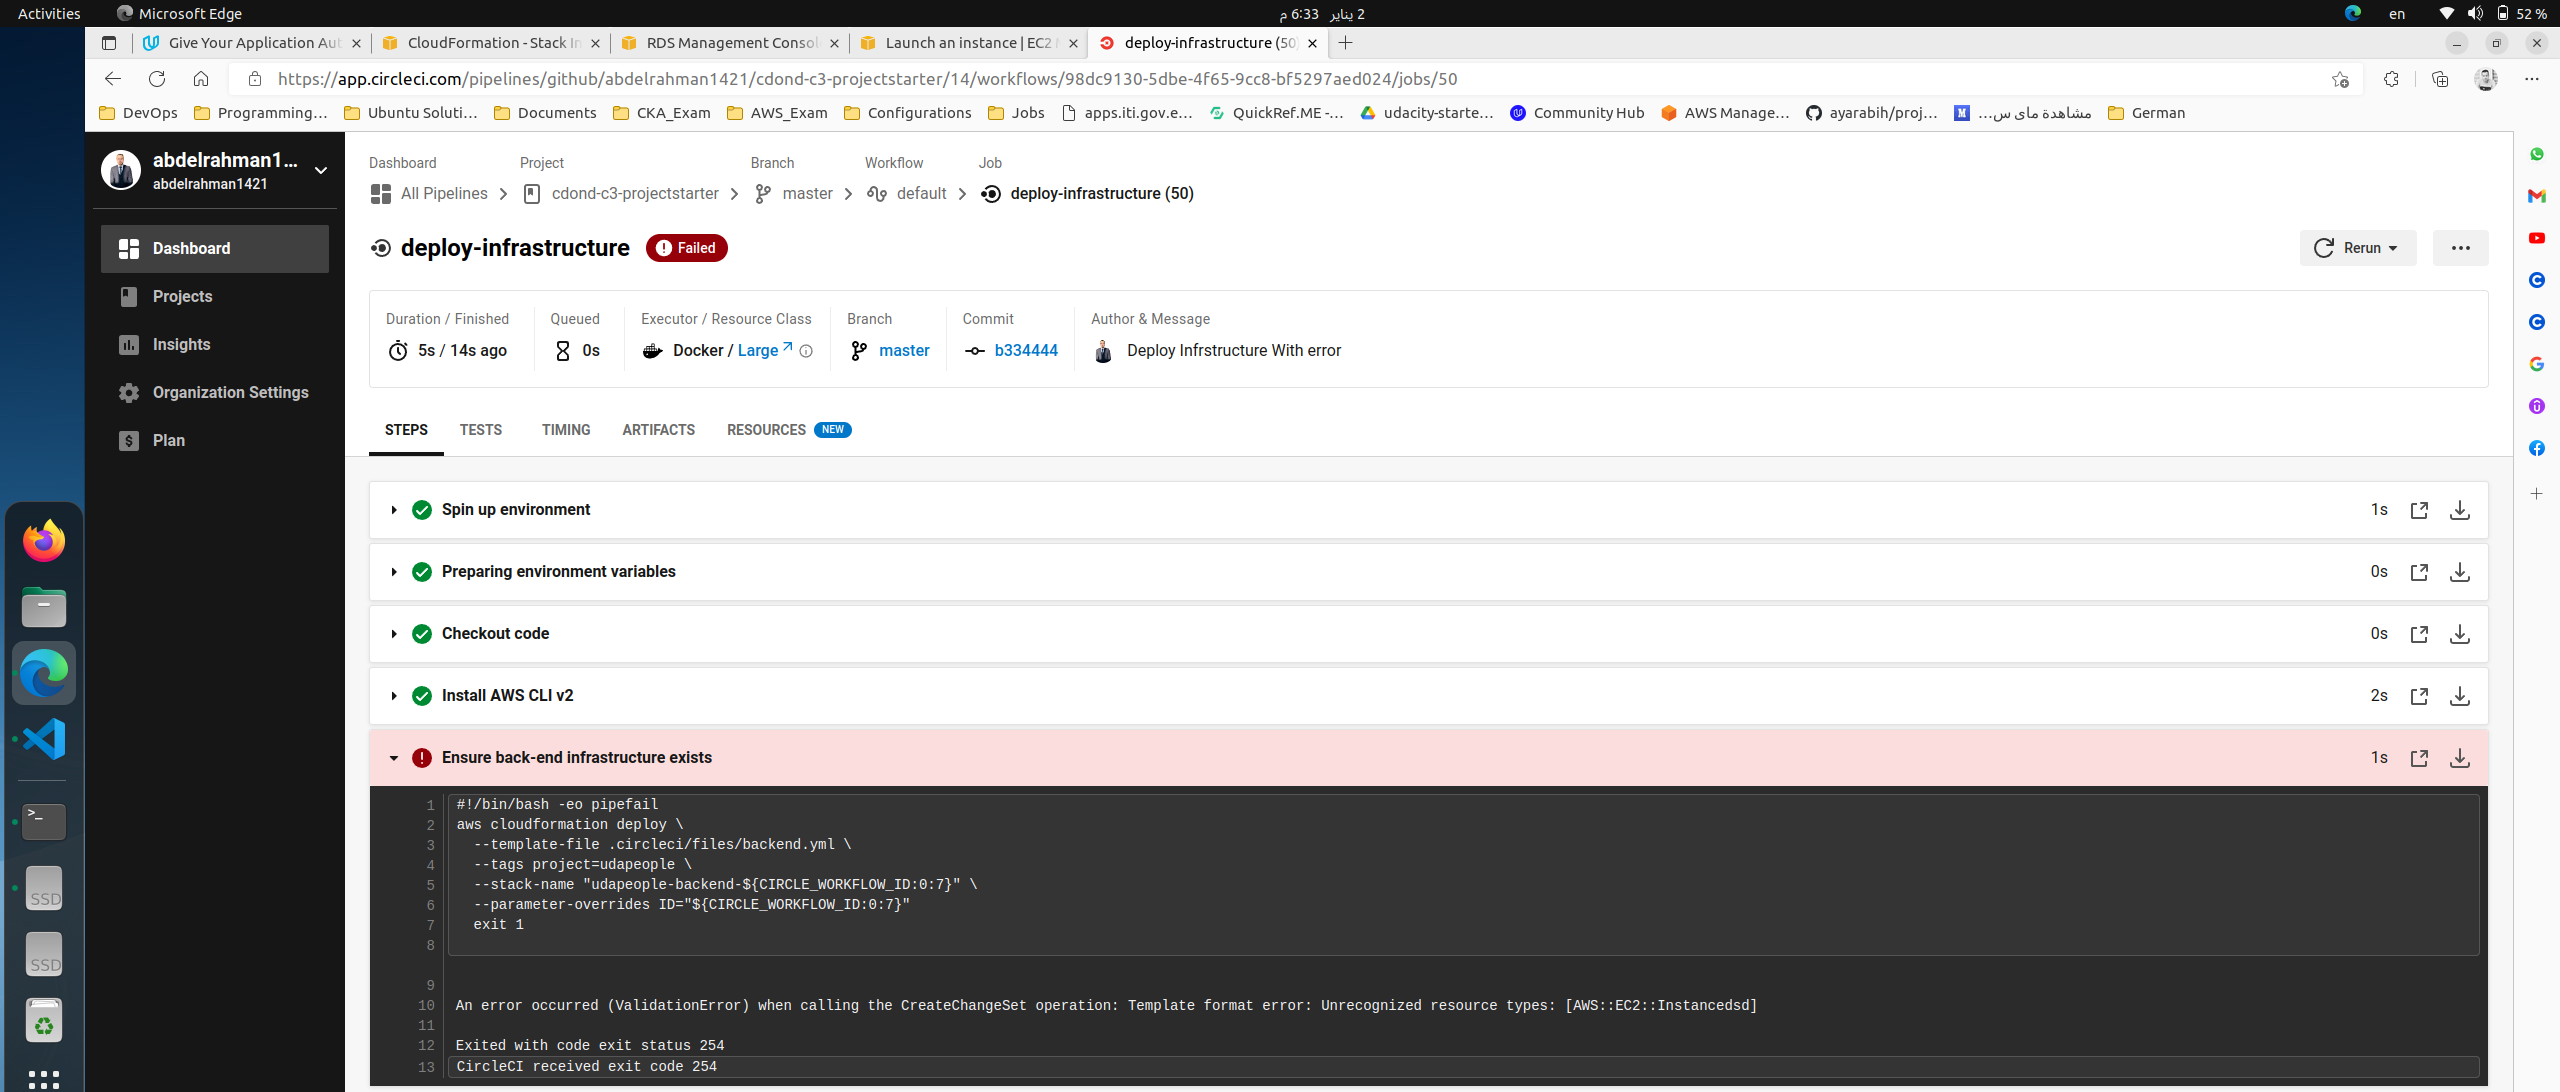 Activities
Microsoft Edge
2 يناير 6:33 م
en
52 %
Give Your Application Aut
CloudFormation - Stack In
RDS Management Consol
Launch an instance | EC2 M
deploy-infrastructure (50)
https://app.circleci.com/pipelines/github/abdelrahman1421/cdond-c3-projectstarter/14/workflows/98dc9130-5dbe-4f65-9cc8-bf5297aed024/jobs/50
DevOps
Programming...
Ubuntu Soluti...
Documents
CKA_Exam
AWS_Exam
Configurations
Jobs
apps.iti.gov.e...
QuickRef.ME -...
udacity-starte...
Community Hub
AWS Manage...
ayarabih/proj...
مشاهدة ماى س...
German
abdelrahman1...
abdelrahman1421
Dashboard
Projects
Insights
Organization Settings
Plan
Dashboard
Project
Branch
Workflow
Job
All Pipelines
cdond-c3-projectstarter
master
default
deploy-infrastructure (50)
deploy-infrastructure
Failed
Rerun
Duration / Finished
5s / 14s ago
Queued
0s
Executor / Resource Class
Docker / Large
Branch
master
Commit
b334444
Author & Message
Deploy Infrstructure With error
STEPS
TESTS
TIMING
ARTIFACTS
RESOURCES NEW
Spin up environment 1s
Preparing environment variables 0s
Checkout code 0s
Install AWS CLI v2 2s
Ensure back-end infrastructure exists 1s
1 #!/bin/bash -eo pipefail
2 aws cloudformation deploy \
3 --template-file .circleci/files/backend.yml \
4 --tags project=udapeople \
5 --stack-name "udapeople-backend-${CIRCLE_WORKFLOW_ID:0:7}" \
6 --parameter-overrides ID="${CIRCLE_WORKFLOW_ID:0:7}"
7 exit 1
8
9
10 An error occurred (ValidationError) when calling the CreateChangeSet operation: Template format error: Unrecognized resource types: [AWS::EC2::Instancedsd]
11
12 Exited with code exit status 254
13 CircleCI received exit code 254
SSD
SSD